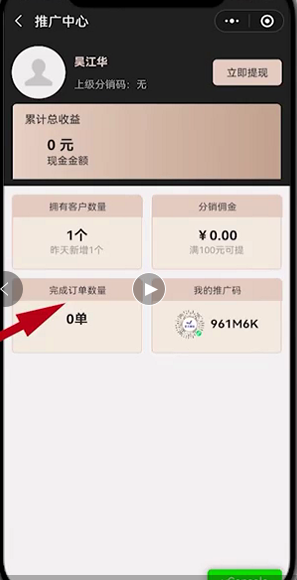 推广中心
吴江华
上级分销码：无
立即提现
累计总收益
0 元
现金金额
拥有客户数量
1个
昨天新增1个
分销佣金
￥0.00
满100元可提
完成订单数量
0单
我的推广码
961M6K